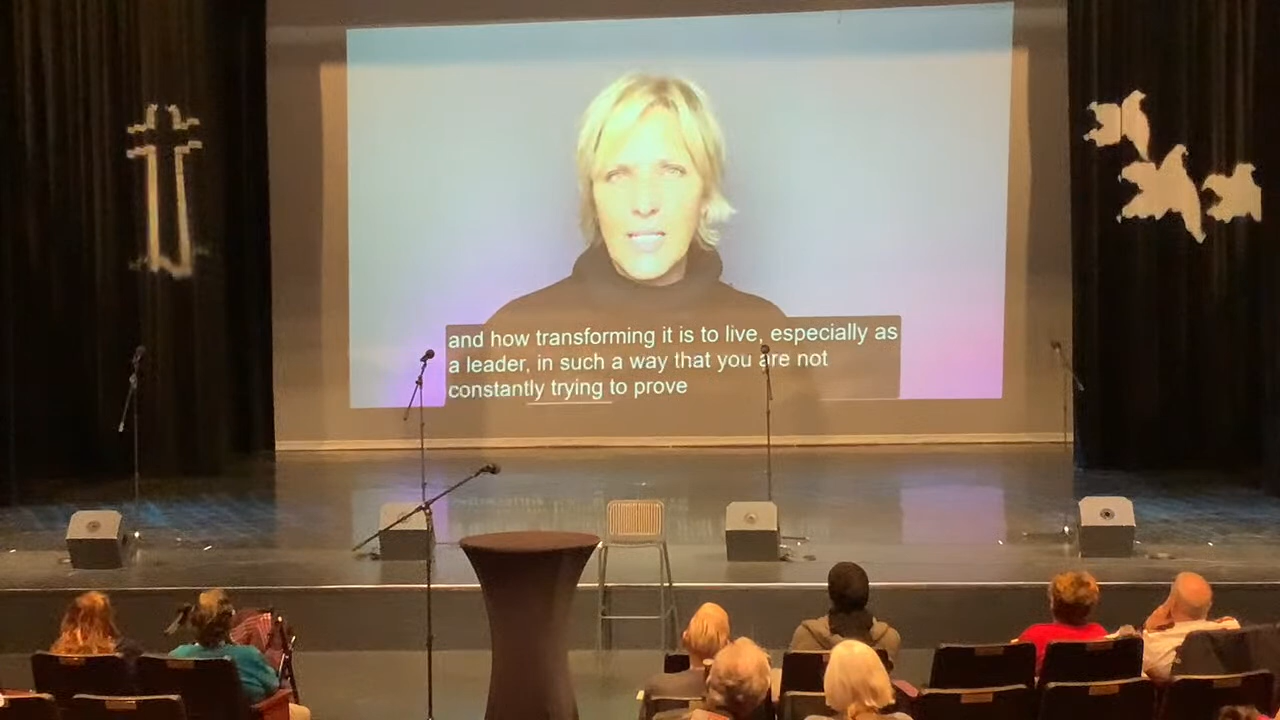 and how transforming it is to live, especially as
a leader, in such a way that you are not
constantly trying to prove